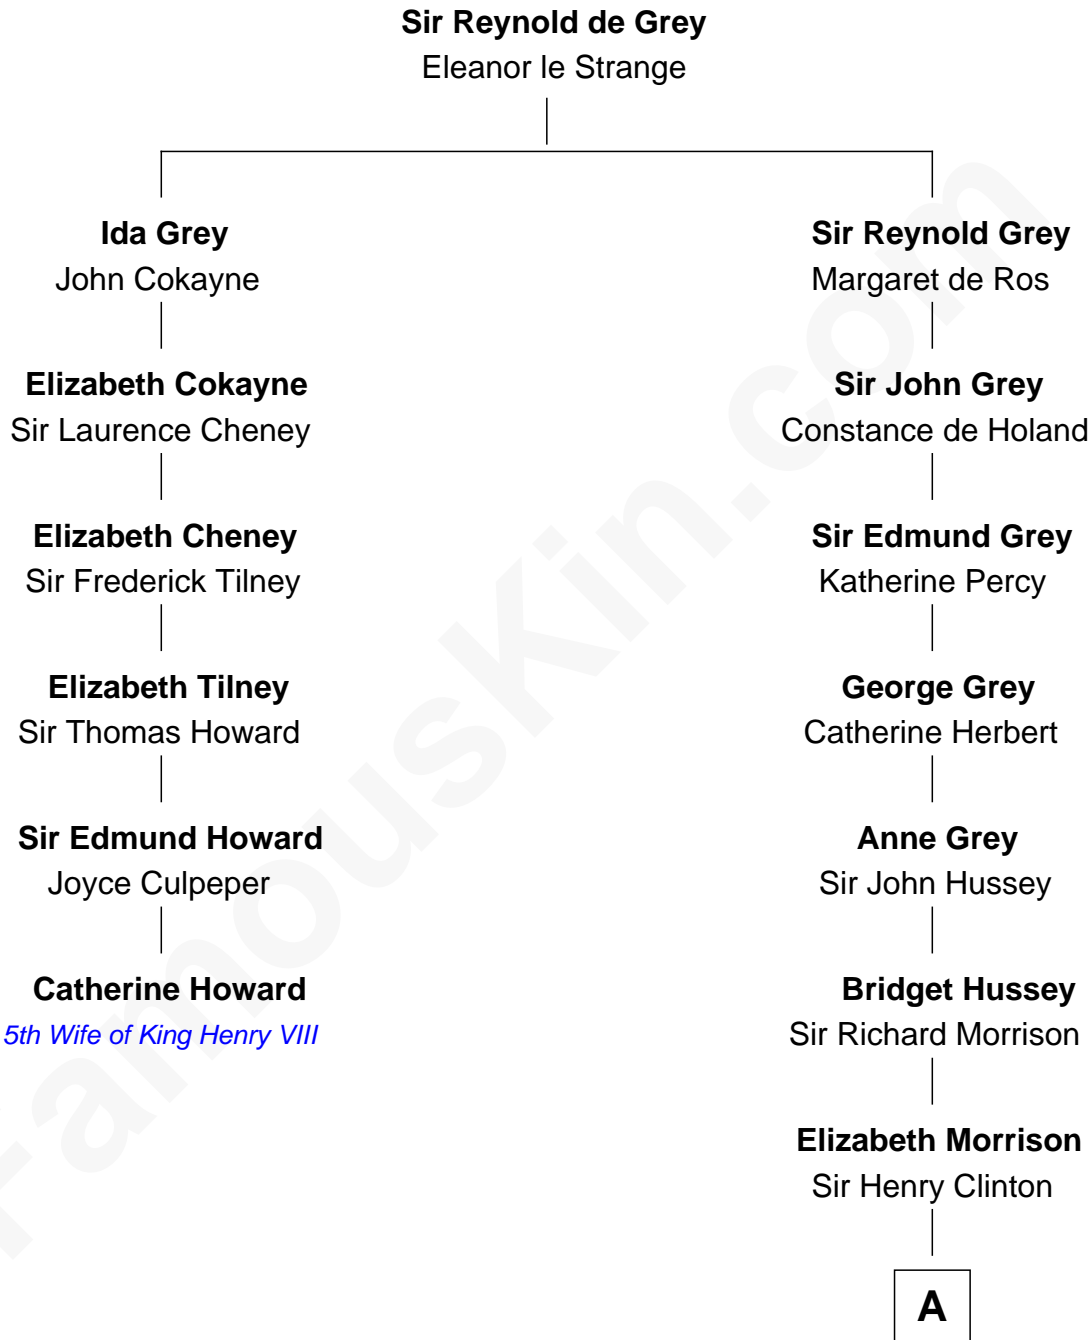 Sir Reynold de Grey
Eleanor le Strange
Ida Grey
John Cokayne
Sir Reynold Grey
Margaret de Ros
Elizabeth Cokayne
Sir Laurence Cheney
Sir John Grey
Constance de Holand
Elizabeth Cheney
Sir Frederick Tilney
Sir Edmund Grey
Katherine Percy
Elizabeth Tilney
Sir Thomas Howard
George Grey
Catherine Herbert
Sir Edmund Howard
Joyce Culpeper
Anne Grey
Sir John Hussey
Catherine Howard
5th Wife of King Henry VIII
Bridget Hussey
Sir Richard Morrison
Elizabeth Morrison
Sir Henry Clinton
A
FamousKin.com